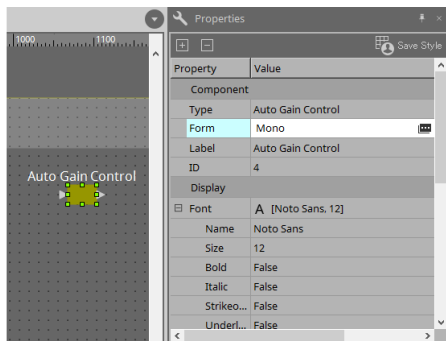 Properties
1000 1100
Save Style
Property Value
Component
Type Auto Gain Control
Form Mono
Label Auto Gain Control
ID 4
Display
Font A [Noto Sans, 12]
Name Noto Sans
Size 12
Bold False
Italic False
Strikeo... False
Underl... False
Auto Gain Control